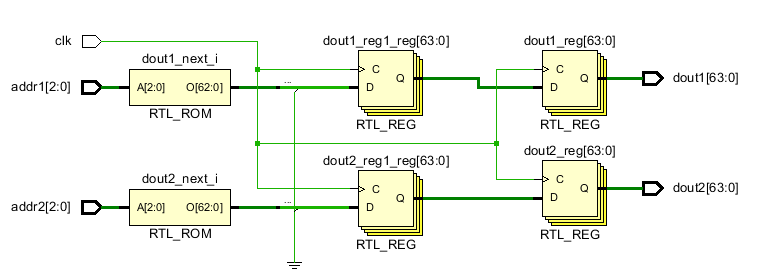 clk
dout1_next_i
dout1_reg1_reg[63:0]
dout1_reg[63:0]
addr1[2:0]
A[2:0]
O[62:0]
...
C
D
Q
C
D
Q
dout1[63:0]
RTL_ROM
RTL_REG
RTL_REG
dout2_next_i
dout2_reg1_reg[63:0]
dout2_reg[63:0]
addr2[2:0]
A[2:0]
O[62:0]
...
C
D
Q
C
D
Q
dout2[63:0]
RTL_ROM
RTL_REG
RTL_REG